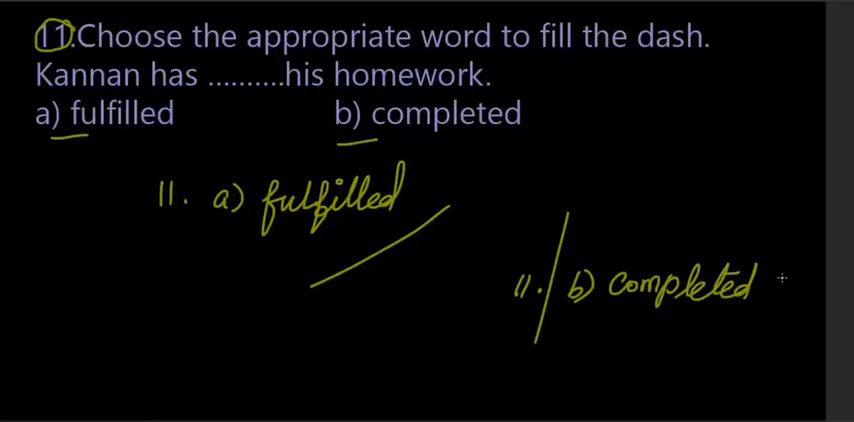 11.Choose the appropriate word to fill the dash.
Kannan has ..........his homework.
a) fulfilled b) completed
11. a) fulfilled
11. b) completed